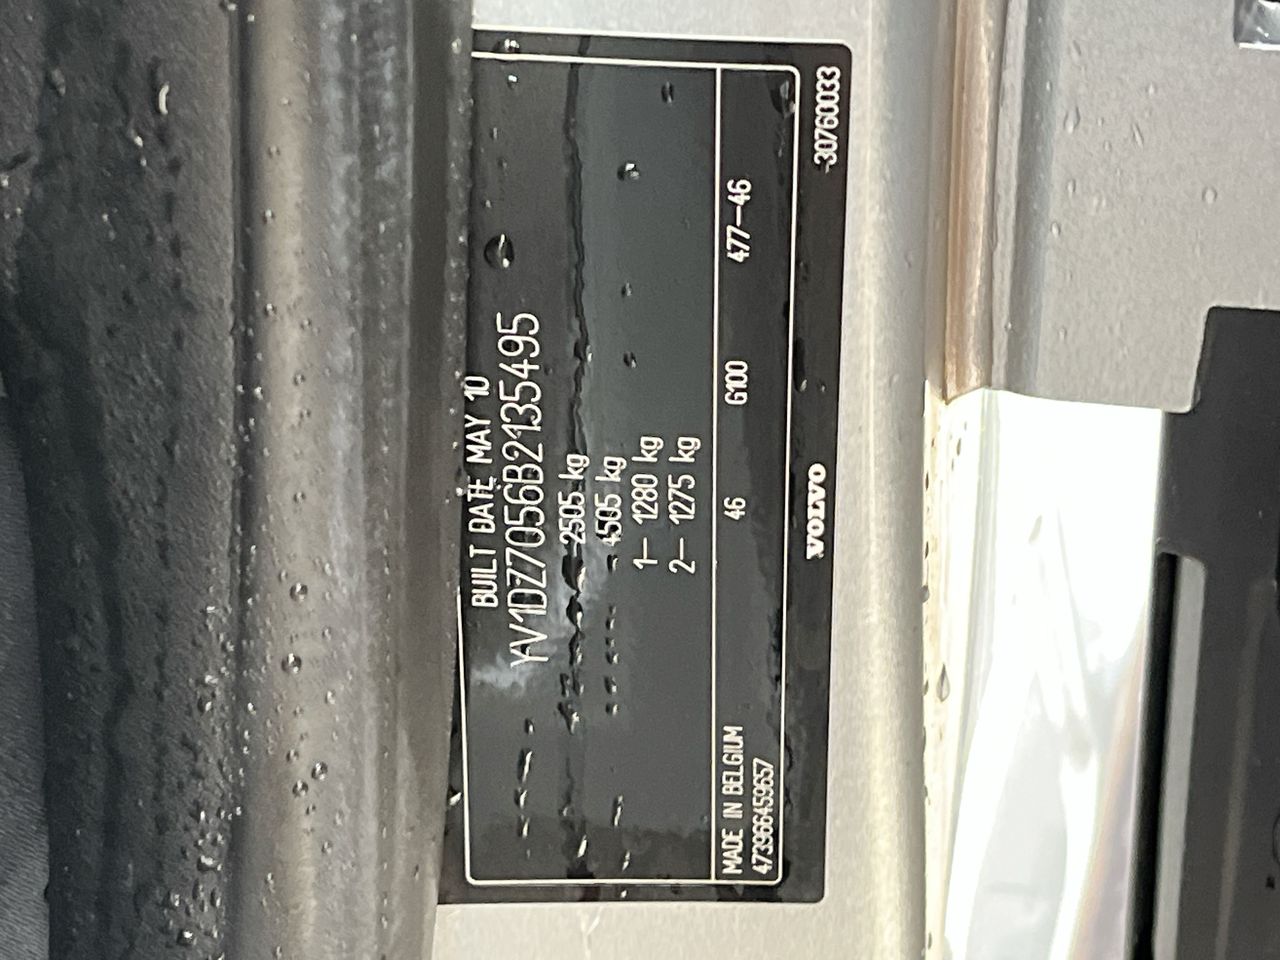 BUILT DATE MAY 10
YV1DZ7056B2135495
2505 kg
4505 kg
1– 1280 kg
2– 1275 kg
MADE IN BELGIUM 46 G100 477–46
473966459657
VOLVO 30760033